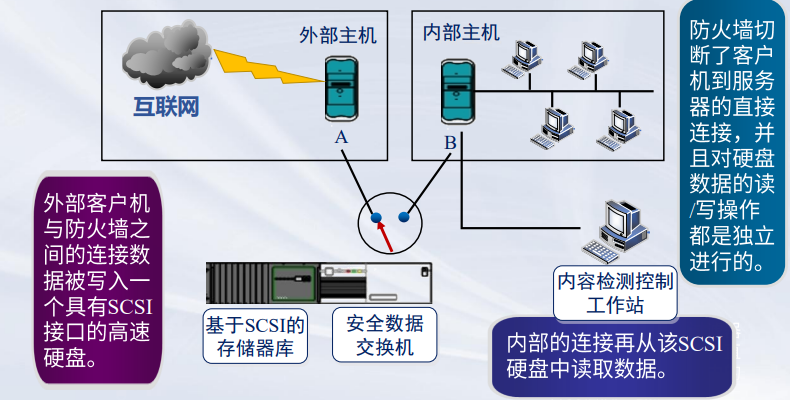 外部主机
互联网
A
内部主机
B
防火墙切
断了客户
机到服务
器的直接
连接，并
且对硬盘
数据的读
/写操作
都是独立
进行的。
外部客户机
与防火墙之
间的连接数
据被写入一
个具有SCSI
接口的高速
硬盘。
基于SCSI的
存储器库
安全数据
交换机
内容检测控制
工作站
内部的连接再从该SCSI
硬盘中读取数据。